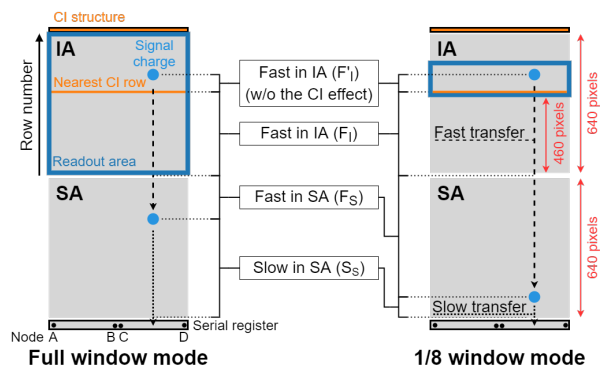 CI structure
IA
Signal
charge
Nearest CI row
Row number
Readout area
SA
Node A B C D
Serial register
Full window mode
Fast in IA (F'I)
(w/o the CI effect)
Fast in IA (FI)
Fast in SA (FS)
Slow in SA (SS)
IA
Fast transfer
460 pixels
640 pixels
SA
640 pixels
Slow transfer
1/8 window mode